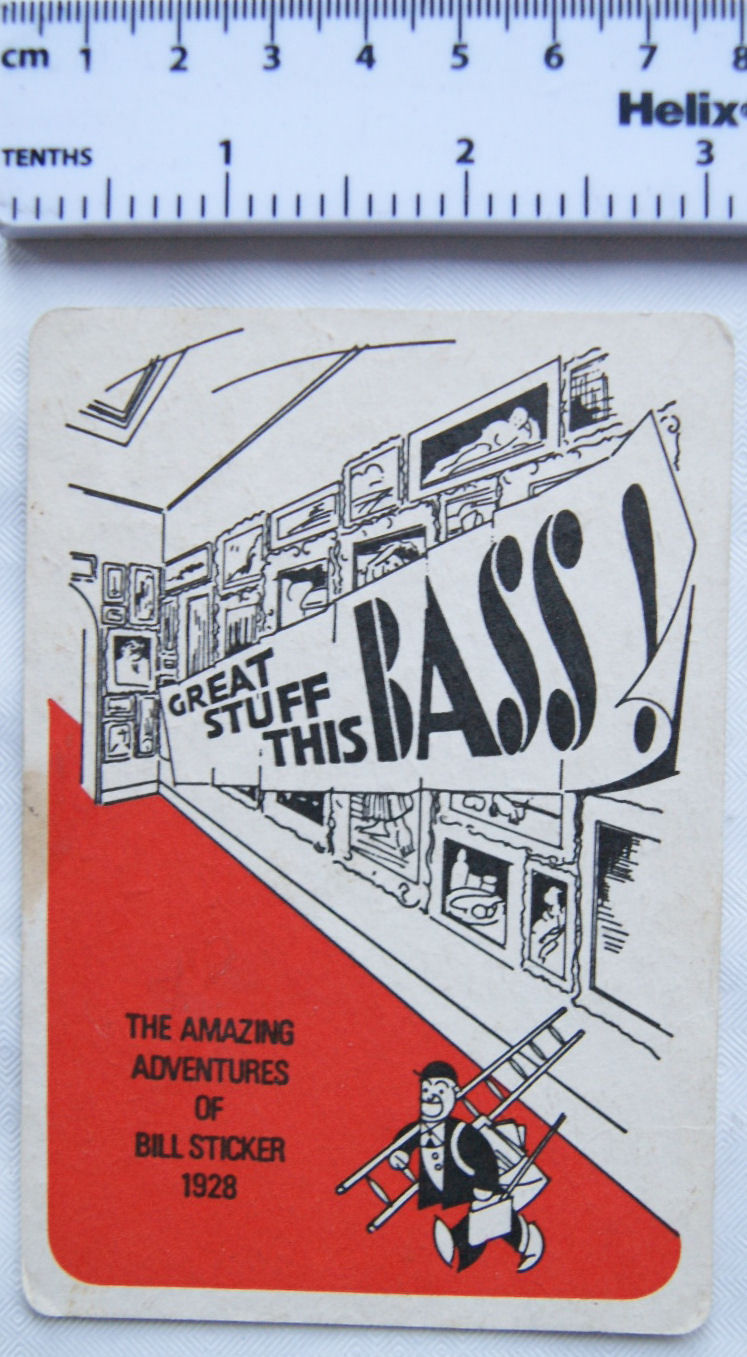 cm 1 2 3 4 5 6 7 8
Helix
TENTHS 1 2 3
GREAT
STUFF
THIS
BASS!
THE AMAZING
ADVENTURES
OF
BILL STICKER
1928